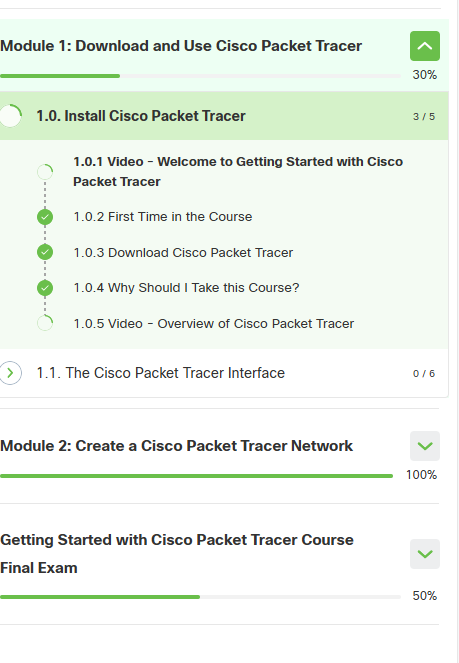 Module 1: Download and Use Cisco Packet Tracer
30%
1.0. Install Cisco Packet Tracer
3 / 5
1.0.1 Video - Welcome to Getting Started with Cisco
Packet Tracer
1.0.2 First Time in the Course
1.0.3 Download Cisco Packet Tracer
1.0.4 Why Should I Take this Course?
1.0.5 Video - Overview of Cisco Packet Tracer
1.1. The Cisco Packet Tracer Interface
0 / 6
Module 2: Create a Cisco Packet Tracer Network
100%
Getting Started with Cisco Packet Tracer Course
Final Exam
50%